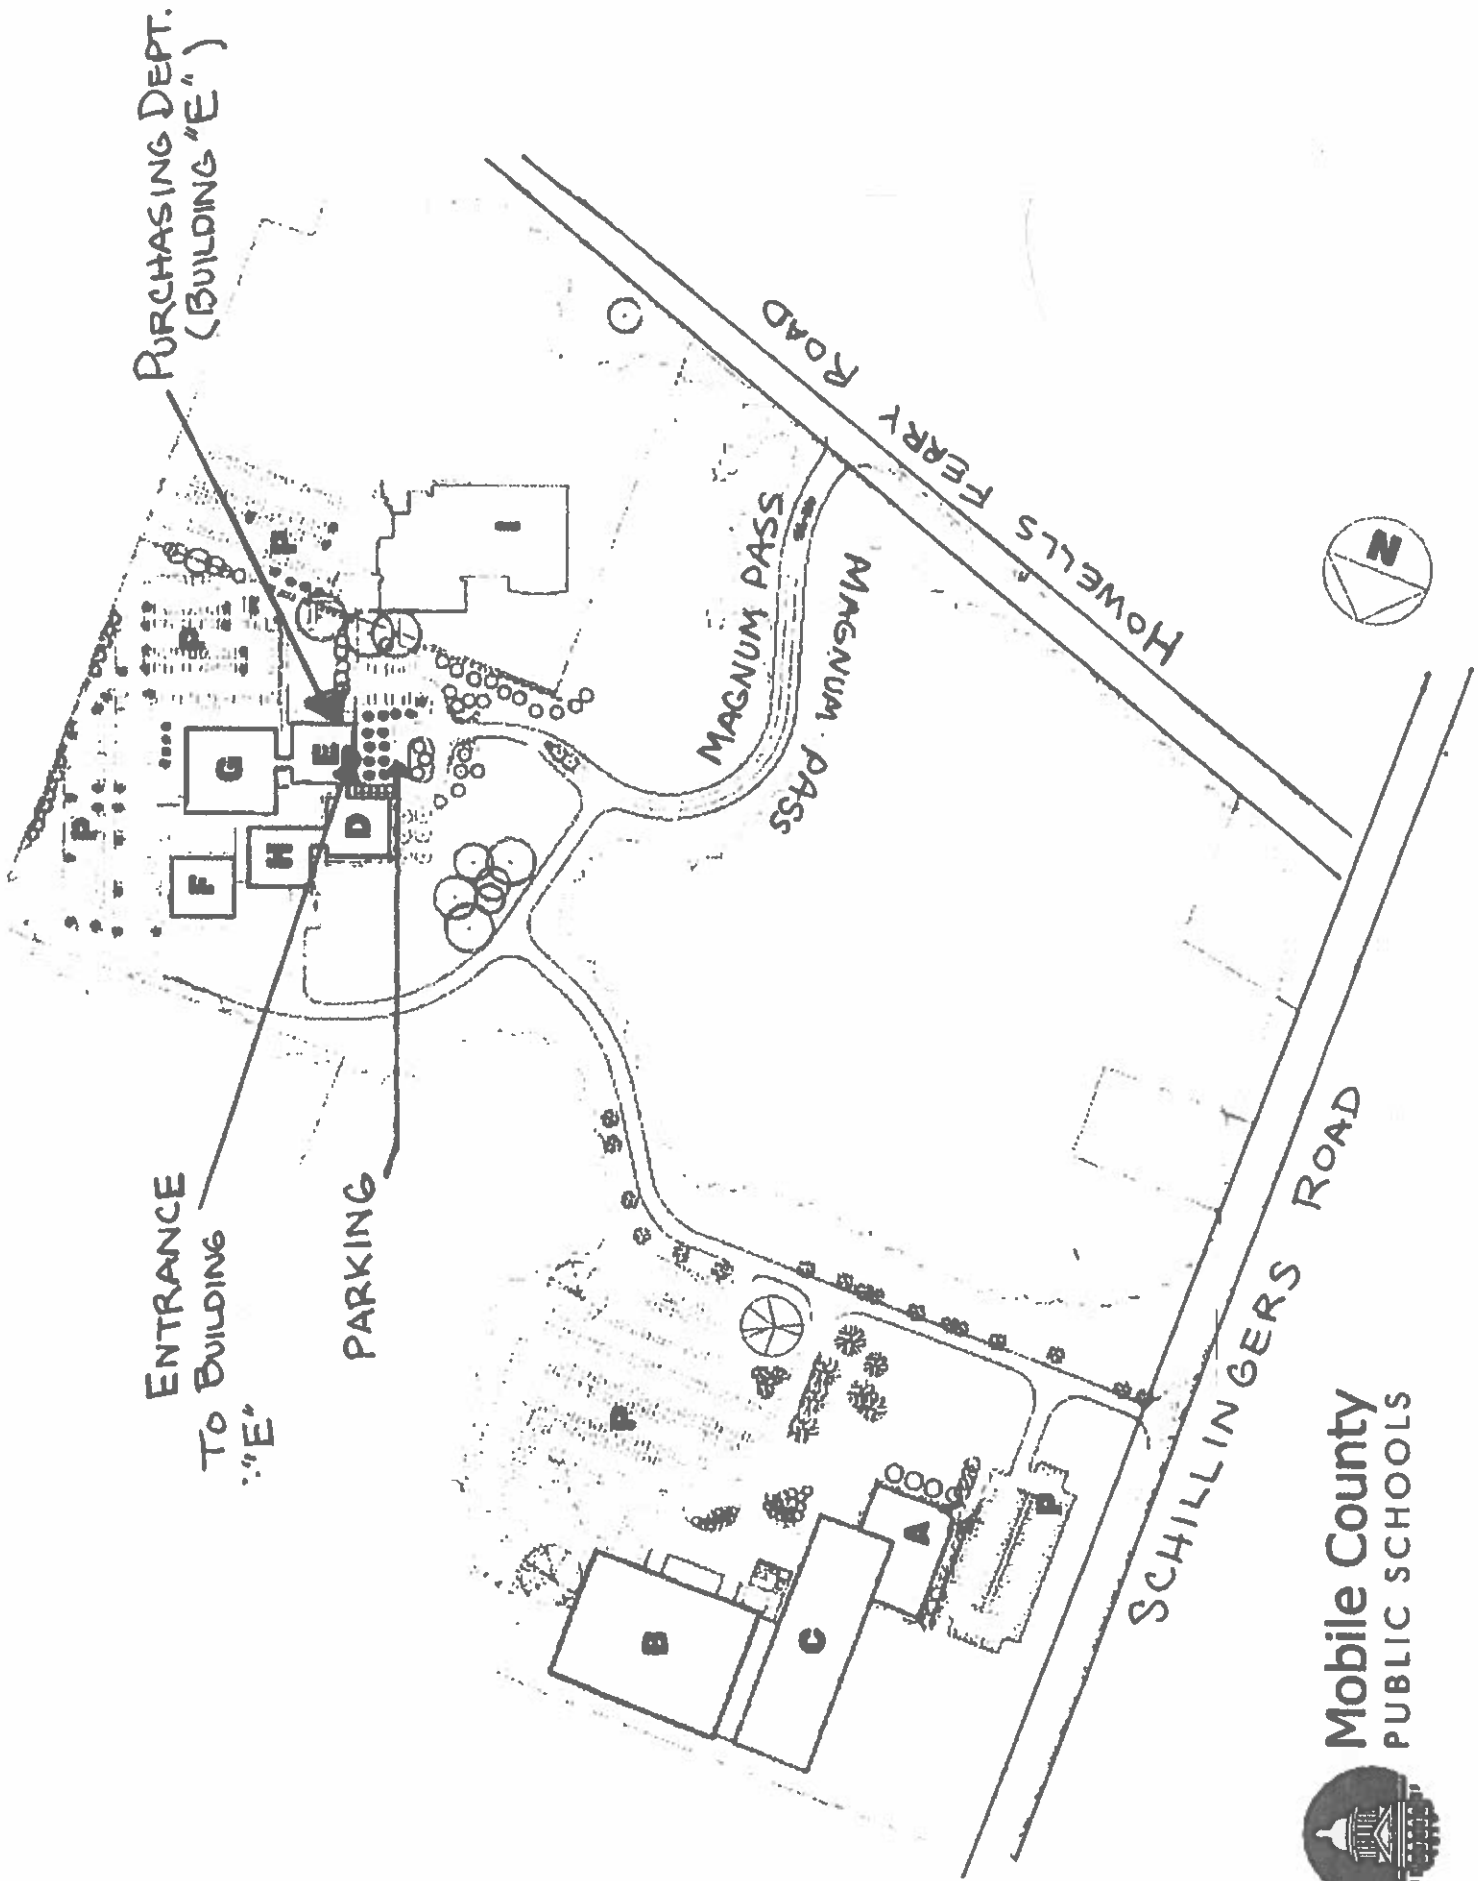 PURCHASING DEPT.
(BUILDING "E")
ENTRANCE
TO BUILDING
"E"
PARKING
P
P
P
G
E
F
H
D
I
MAGNUM PASS
MAGNUM PASS
HOWELLS FERRY ROAD
N
P
B
C
A
P
SCHILLINGERS ROAD
Mobile County
PUBLIC SCHOOLS